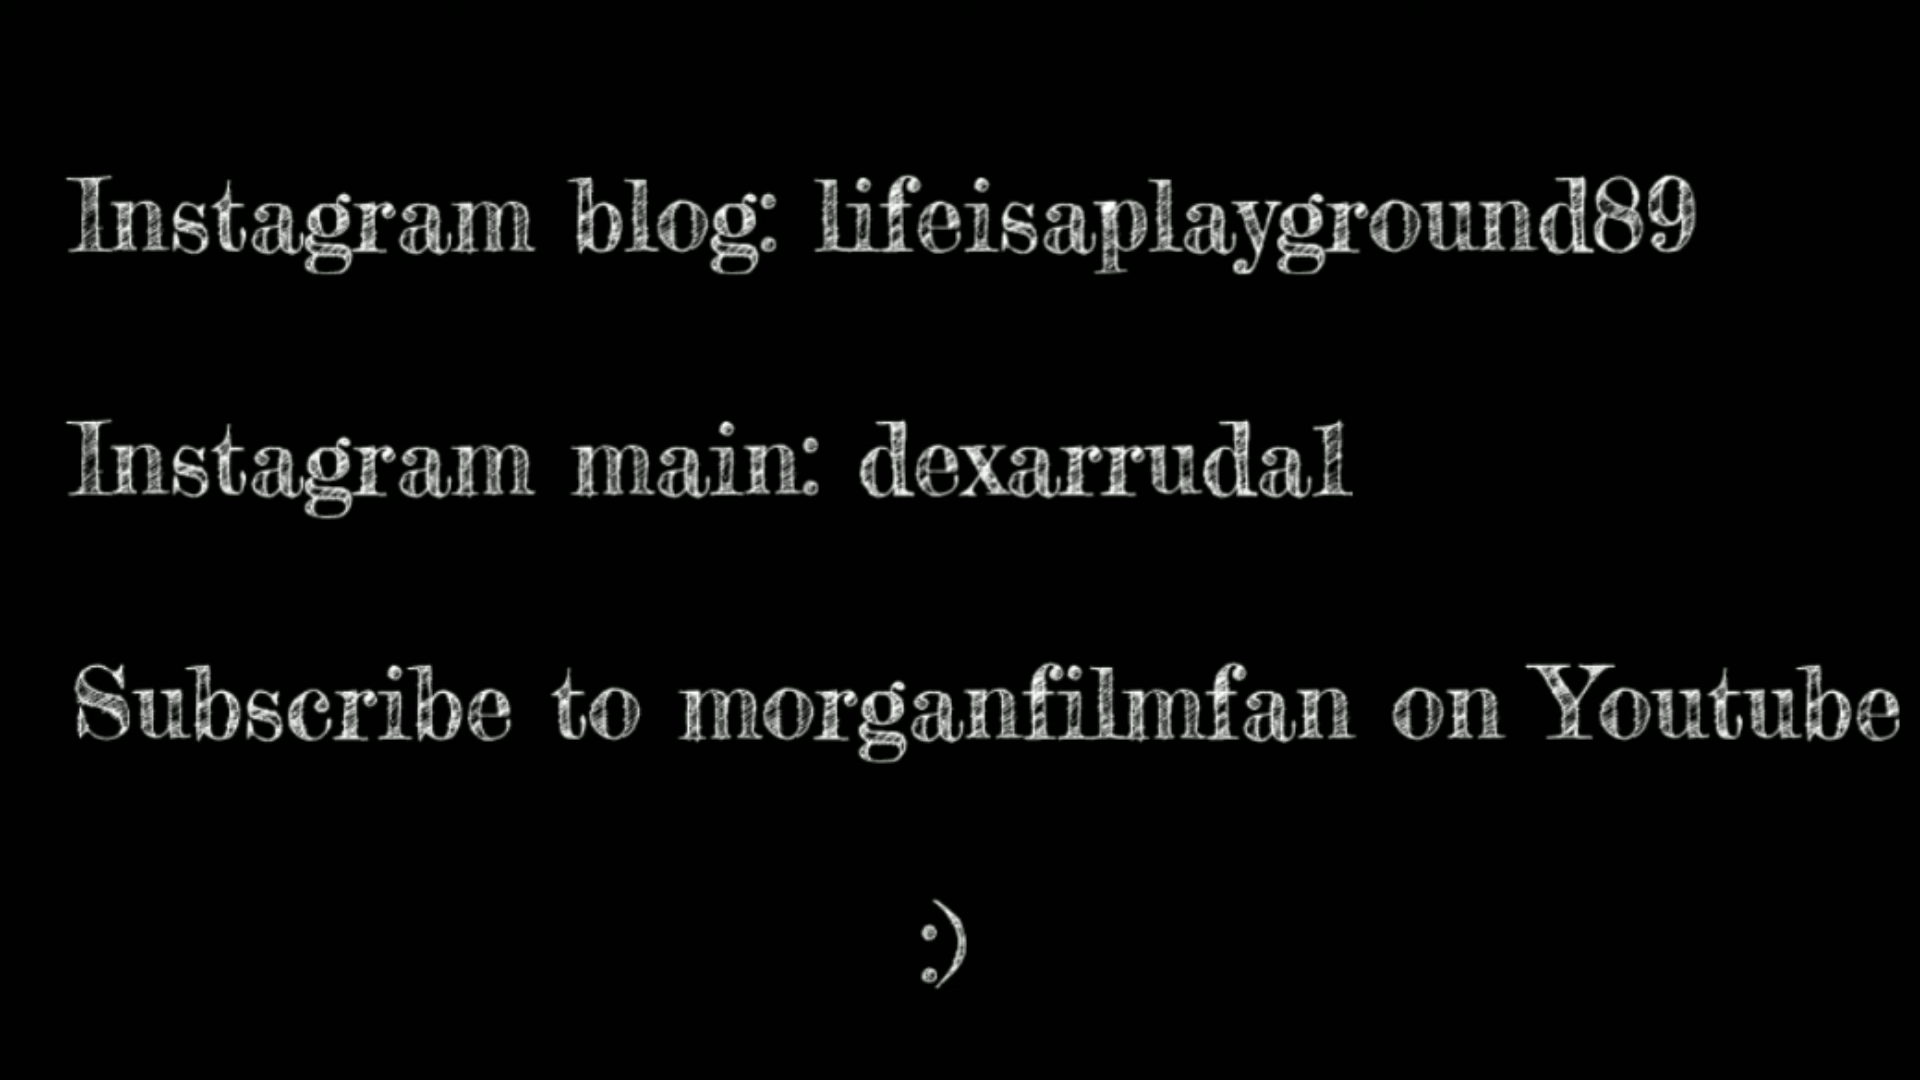 Instagram blog: lifeisaplayground89
Instagram main: dexarruda1
Subscribe to morganfilmfan on Youtube
:)